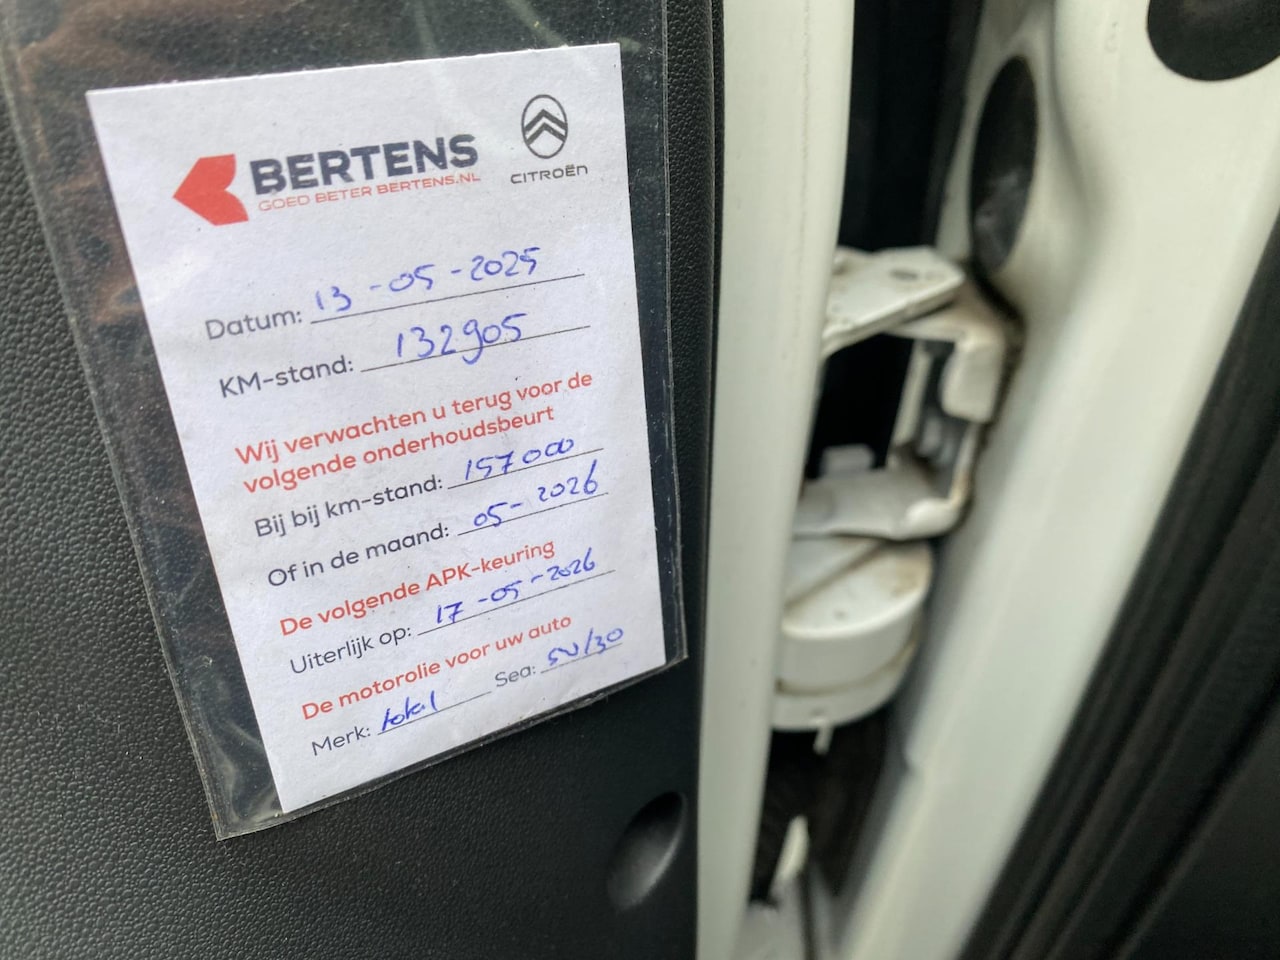 BERTENS
GOED BETER BERTENS.NL
CITROËN
Datum: 13-05-2025
KM-stand: 132905
Wij verwachten u terug voor de
volgende onderhoudsbeurt
Bij bij km-stand: 157000
Of in de maand: 05-2026
De volgende APK-keuring
Uiterlijk op: 17-05-2026
De motorolie voor uw auto
Merk: total Sea: 5W/30